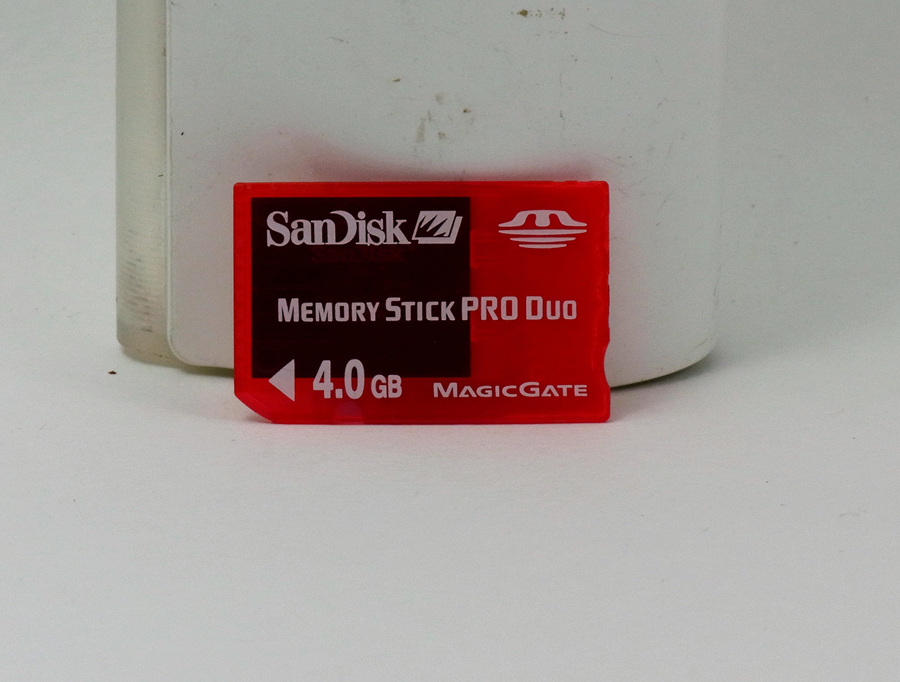 SanDisk
MEMORY STICK PRO DUO
4.0 GB MAGICGATE